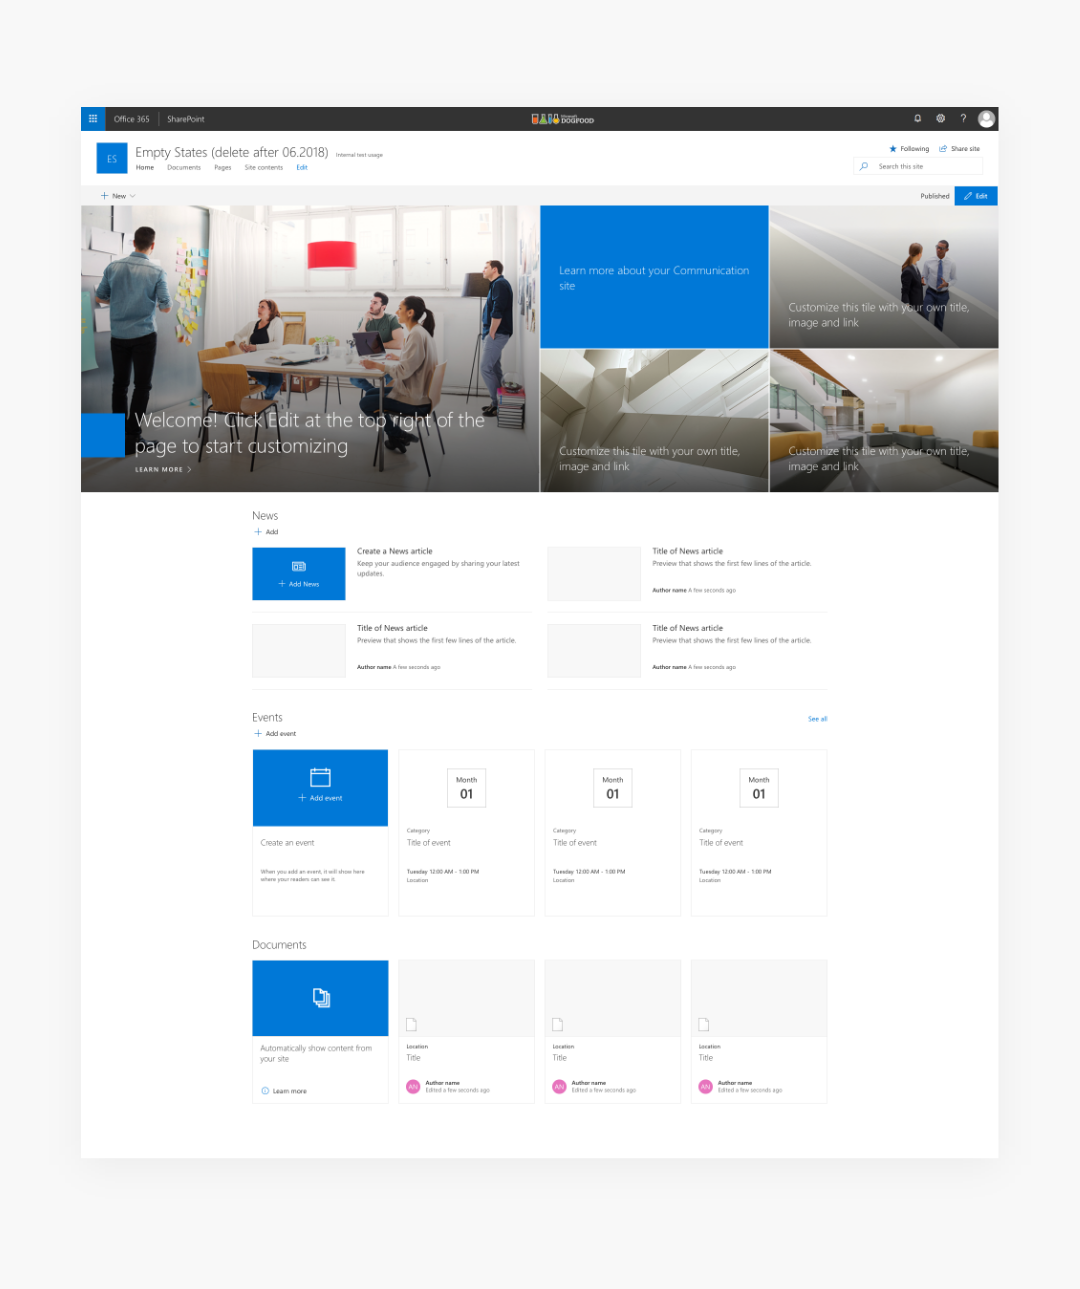 Office 365 SharePoint
DOGFOOD
?
ES
Empty States (delete after 06.2018) Internal test usage
Following Share site
Home Documents Pages Site contents Edit
Search this site
New
Published Edit
Learn more about your Communication
site
Customize this tile with your own title,
image and link
Welcome! Click Edit at the top right of the
page to start customizing
LEARN MORE
Customize this tile with your own title,
image and link
Customize this tile with your own title,
image and link
News
Add
Add News
Create a News article
Keep your audience engaged by sharing your latest
updates.
Title of News article
Preview that shows the first few lines of the article.
Author name A few seconds ago
Title of News article
Preview that shows the first few lines of the article.
Author name A few seconds ago
Title of News article
Preview that shows the first few lines of the article.
Author name A few seconds ago
Events
See all
Add event
Add event
Create an event
When you add an event, it will show here
where your readers can see it.
Month
01
Category
Title of event
Tuesday 12:00 AM - 1:00 PM
Location
Month
01
Category
Title of event
Tuesday 12:00 AM - 1:00 PM
Location
Month
01
Category
Title of event
Tuesday 12:00 AM - 1:00 PM
Location
Documents
Automatically show content from
your site
Learn more
Location
Title
AN
Author name
Edited a few seconds ago
Location
Title
AN
Author name
Edited a few seconds ago
Location
Title
AN
Author name
Edited a few seconds ago